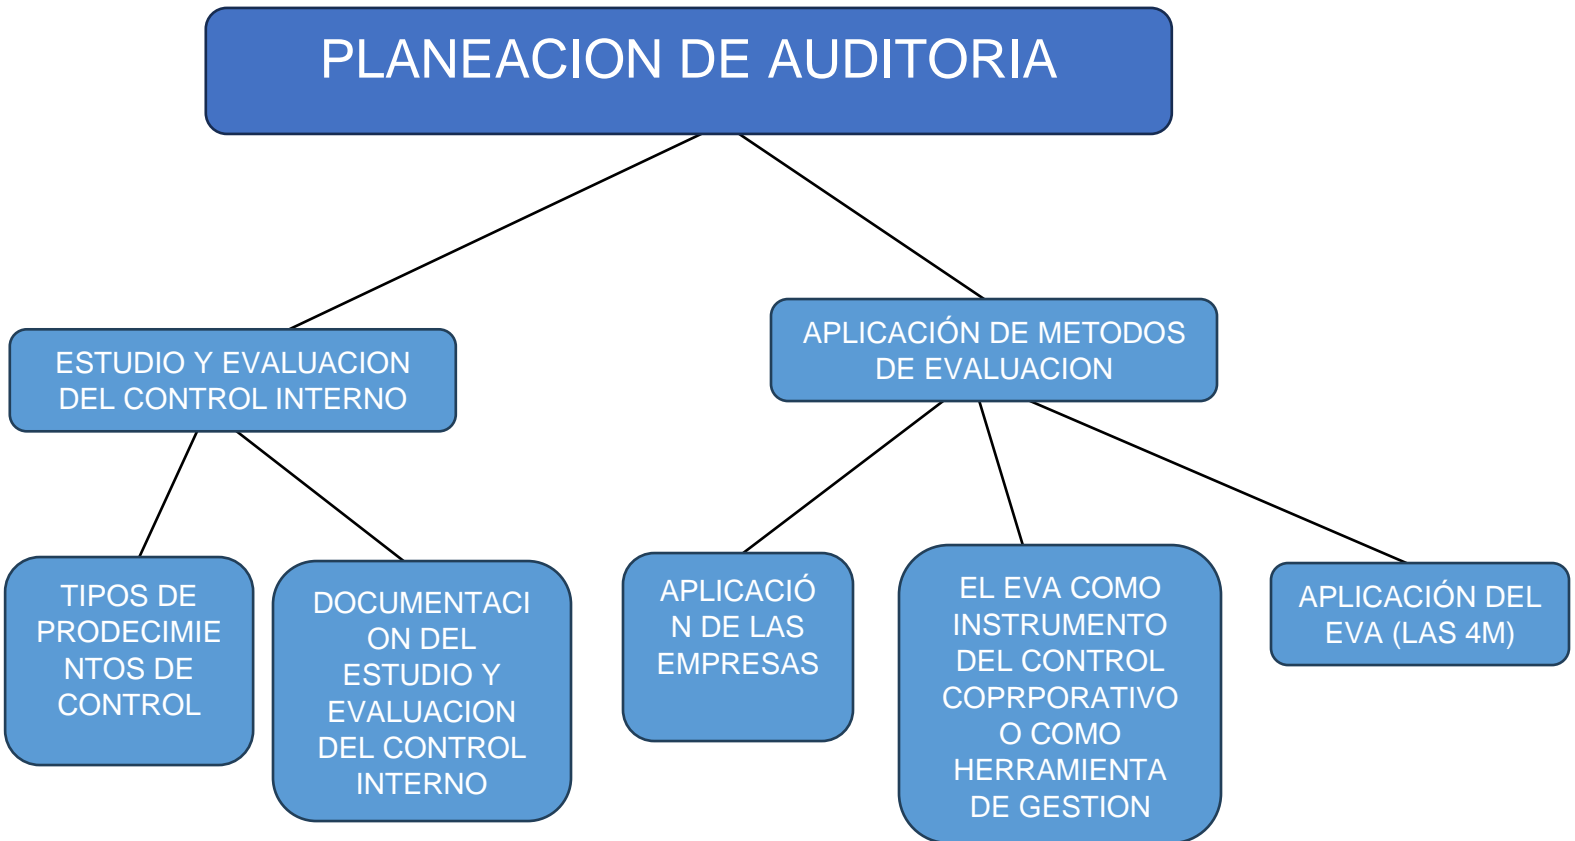 PLANEACION DE AUDITORIA
ESTUDIO Y EVALUACION
DEL CONTROL INTERNO
APLICACIÓN DE METODOS
DE EVALUACION
TIPOS DE
PRODECIMIE
NTOS DE
CONTROL
DOCUMENTACI
ON DEL
ESTUDIO Y
EVALUACION
DEL CONTROL
INTERNO
APLICACIÓ
N DE LAS
EMPRESAS
EL EVA COMO
INSTRUMENTO
DEL CONTROL
COPRPORATIVO
O COMO
HERRAMIENTA
DE GESTION
APLICACIÓN DEL
EVA (LAS 4M)